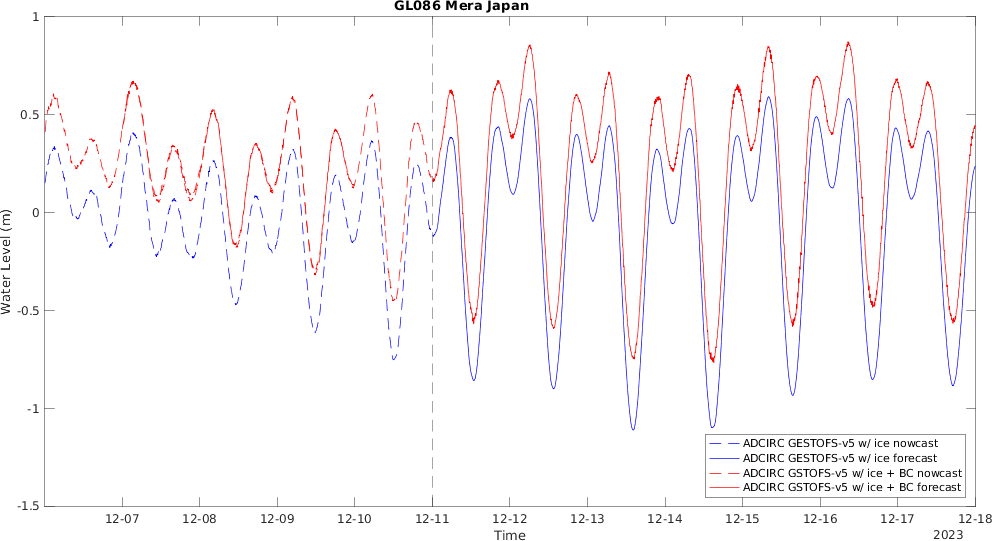 GL086 Mera Japan
1
0.5
0
-0.5
-1
-1.5
Water Level (m)
12-07 12-08 12-09 12-10 12-11 12-12 12-13 12-14 12-15 12-16 12-17 12-18
Time
2023
ADCIRC GESTOFS-v5 w/ ice nowcast
ADCIRC GESTOFS-v5 w/ ice forecast
ADCIRC GSTOFS-v5 w/ ice + BC nowcast
ADCIRC GSTOFS-v5 w/ ice + BC forecast